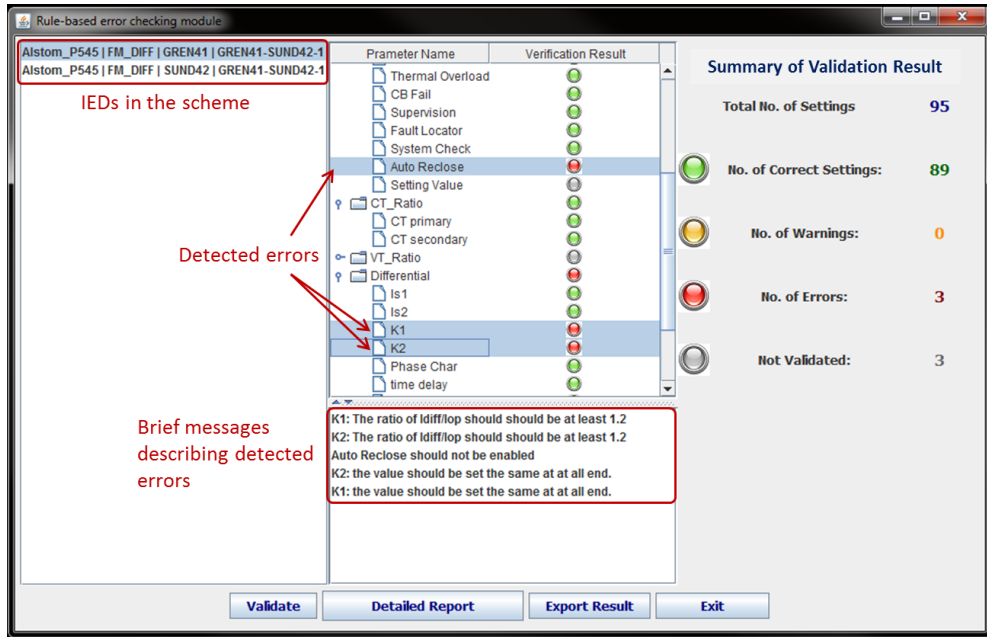 Rule-based error checking module
Alstom_P545 | FM_DIFF | GREN41 | GREN41-SUND42-1
Alstom_P545 | FM_DIFF | SUND42 | GREN41-SUND42-1
IEDs in the scheme
Prameter Name Verification Result
Thermal Overload
CB Fail
Supervision
Fault Locator
System Check
Auto Reclose
Setting Value
CT_Ratio
CT primary
CT secondary
VT_Ratio
Differential
Is1
Is2
K1
K2
Phase Char
time delay
Detected errors
Brief messages
describing detected
errors
K1: The ratio of Idiff/Iop should should be at least 1.2
K2: The ratio of Idiff/Iop should should be at least 1.2
Auto Reclose should not be enabled
K2: the value should be set the same at at all end.
K1: the value should be set the same at at all end.
Summary of Validation Result
Total No. of Settings 95
No. of Correct Settings: 89
No. of Warnings: 0
No. of Errors: 3
Not Validated: 3
Validate Detailed Report Export Result Exit